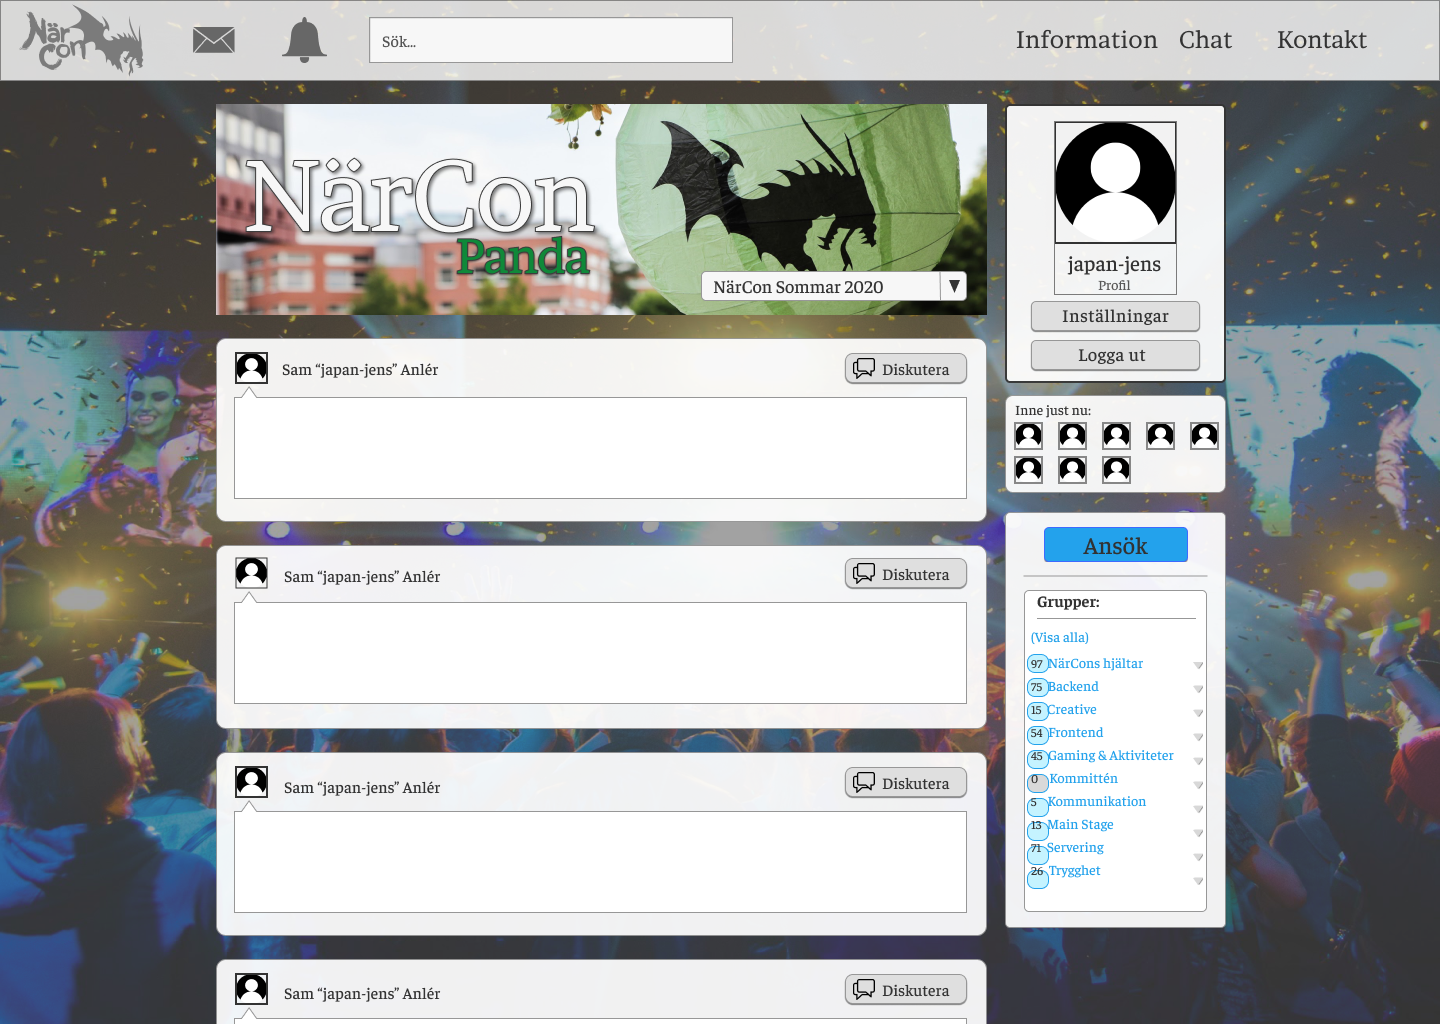 När
Con
Sök...
Information
Chat
Kontakt
NärCon
Panda
NärCon Sommar 2020
japan-jens
Profil
Inställningar
Logga ut
Sam “japan-jens” Anlér
Diskutera
Inne just nu:
Sam “japan-jens” Anlér
Diskutera
Ansök
Grupper:
(Visa alla)
97 NärCons hjältar
75 Backend
15 Creative
54 Frontend
45 Gaming & Aktiviteter
0 Kommittén
5 Kommunikation
13 Main Stage
71 Servering
26 Trygghet
Sam “japan-jens” Anlér
Diskutera
Sam “japan-jens” Anlér
Diskutera